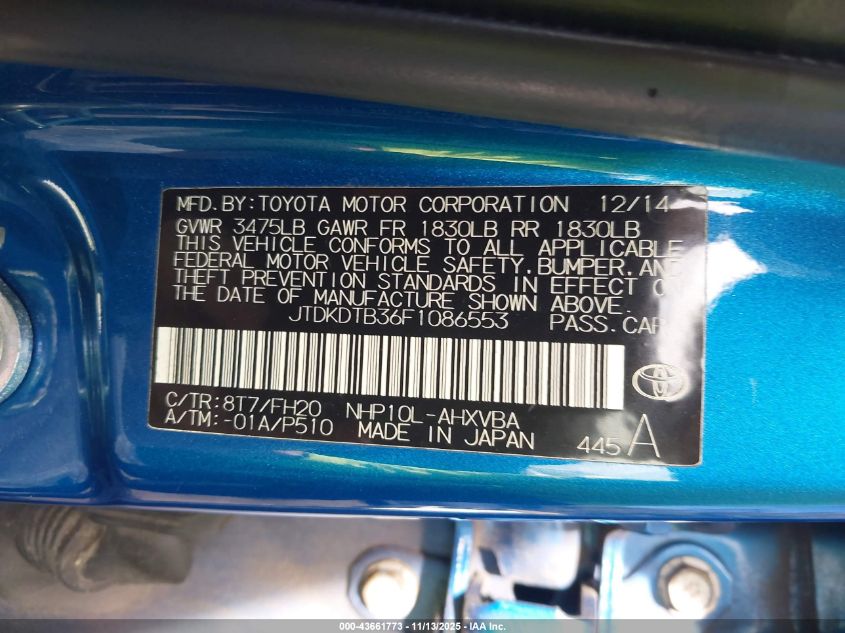 MFD. BY: TOYOTA MOTOR CORPORATION 12/14
GVWR 3475LB GAWR FR 1830LB RR 1830LB
THIS VEHICLE CONFORMS TO ALL APPLICABLE
FEDERAL MOTOR VEHICLE SAFETY, BUMPER, AND
THEFT PREVENTION STANDARDS IN EFFECT ON
THE DATE OF MANUFACTURE SHOWN ABOVE.
JTDKDTB36F1086553 PASS. CAR
C/TR: 8T7/FH20 NHP10L-AHXVBA
A/TM: -01A/P510 MADE IN JAPAN 445 A
000-43661773 - 11/13/2025 - IAA Inc.